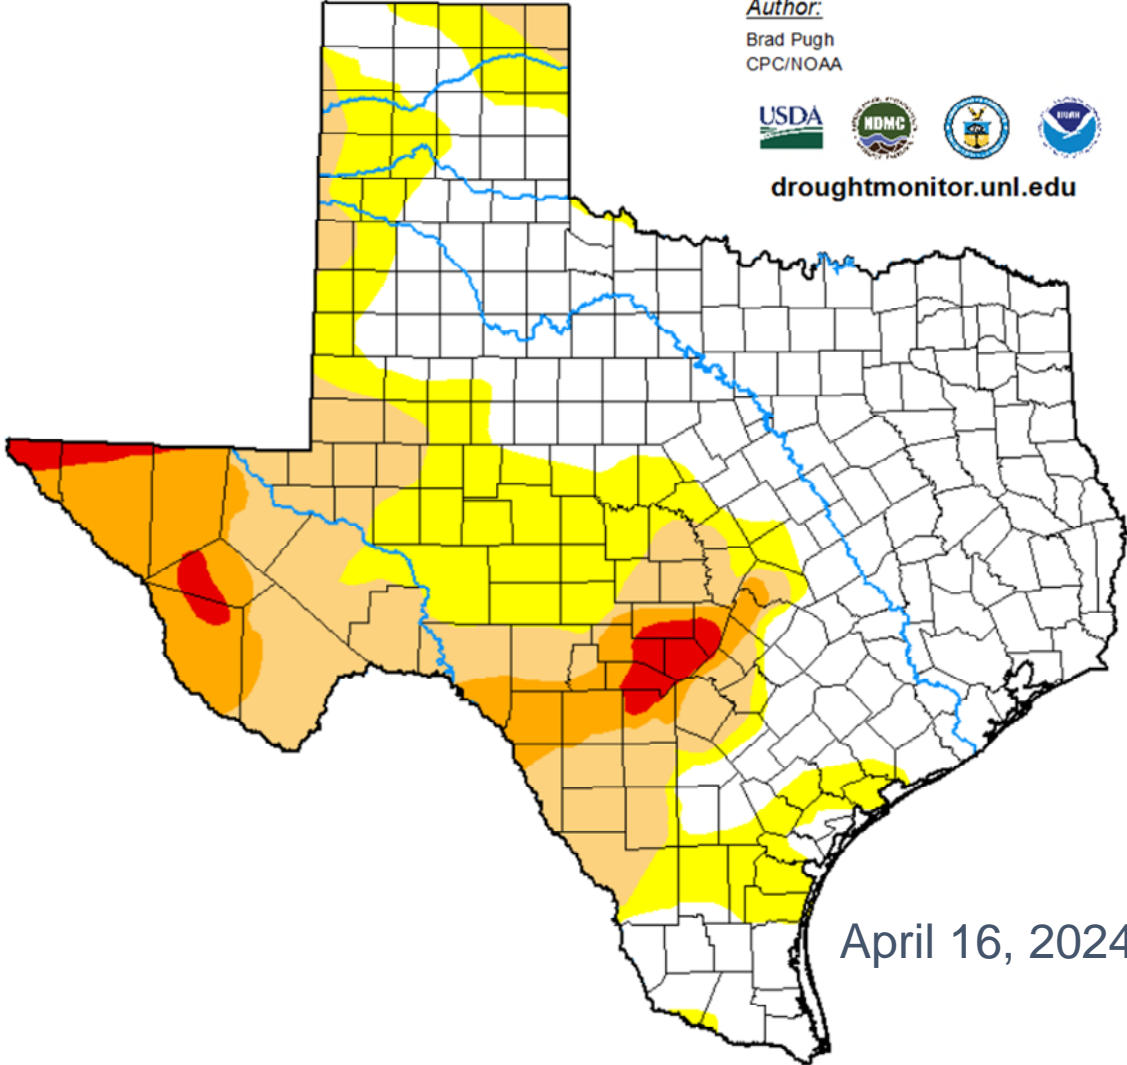 Author:
Brad Pugh
CPC/NOAA
USDA
NDMC
droughtmonitor.unl.edu
April 16, 2024